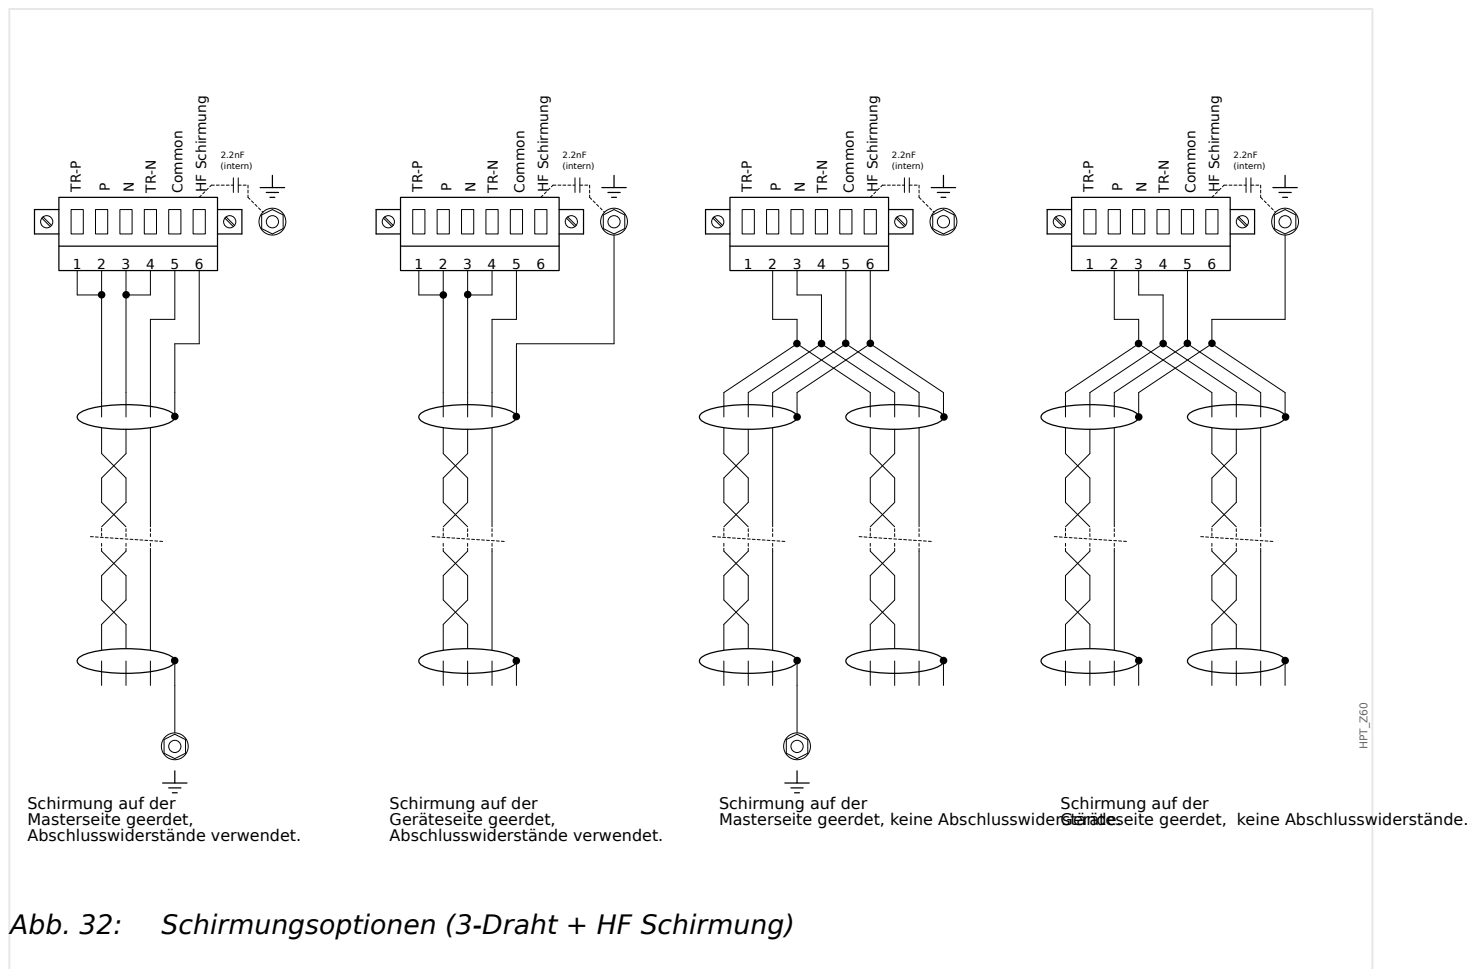 TR-P
P
N
TR-N
Common
HF Schirmung
2.2nF
(intern)
1 2 3 4 5 6
TR-P
P
N
TR-N
Common
HF Schirmung
2.2nF
(intern)
1 2 3 4 5 6
TR-P
P
N
TR-N
Common
HF Schirmung
2.2nF
(intern)
1 2 3 4 5 6
TR-P
P
N
TR-N
Common
HF Schirmung
2.2nF
(intern)
1 2 3 4 5 6
HPT_Z60
Schirmung auf der
Masterseite geerdet,
Abschlusswiderstände verwendet.
Schirmung auf der
Geräteseite geerdet,
Abschlusswiderstände verwendet.
Schirmung auf der
Masterseite geerdet, keine Abschlusswiderstände.
Schirmung auf der
Geräteseite geerdet, keine Abschlusswiderstände.
Abb. 32: Schirmungsoptionen (3-Draht + HF Schirmung)